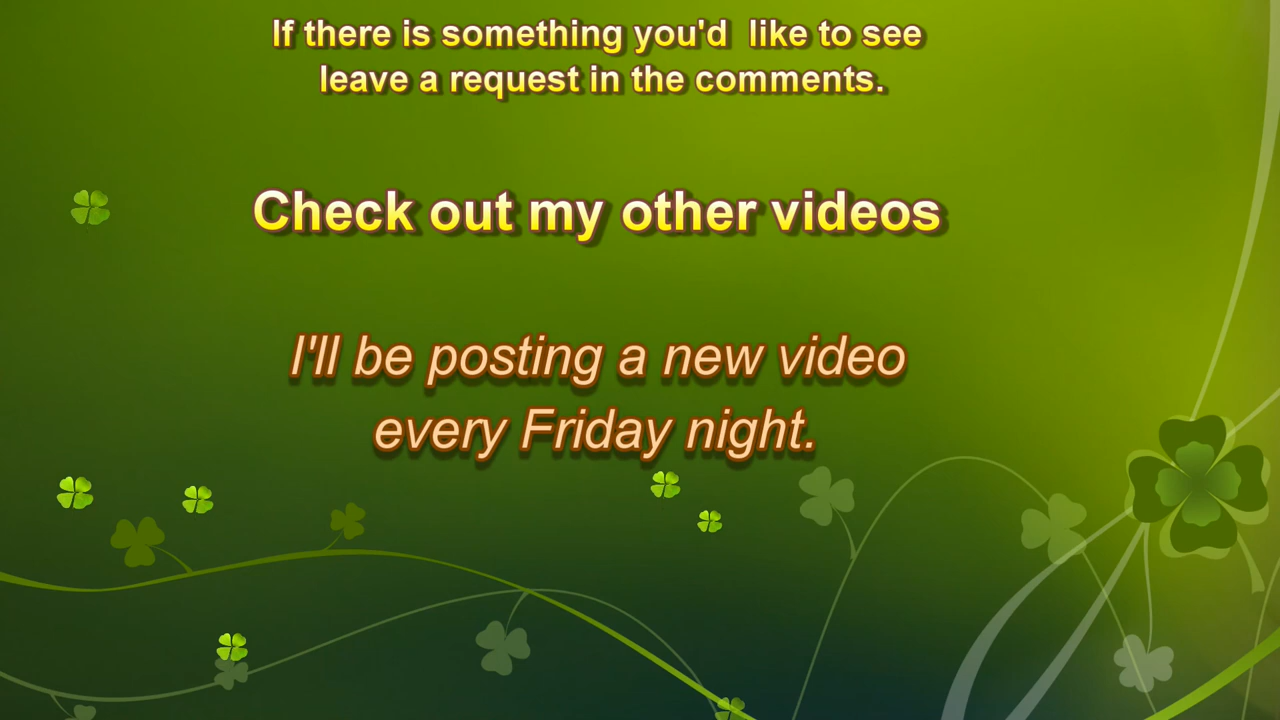 If there is something you'd  like to see
leave a request in the comments.
Check out my other videos
I'll be posting a new video
every Friday night.